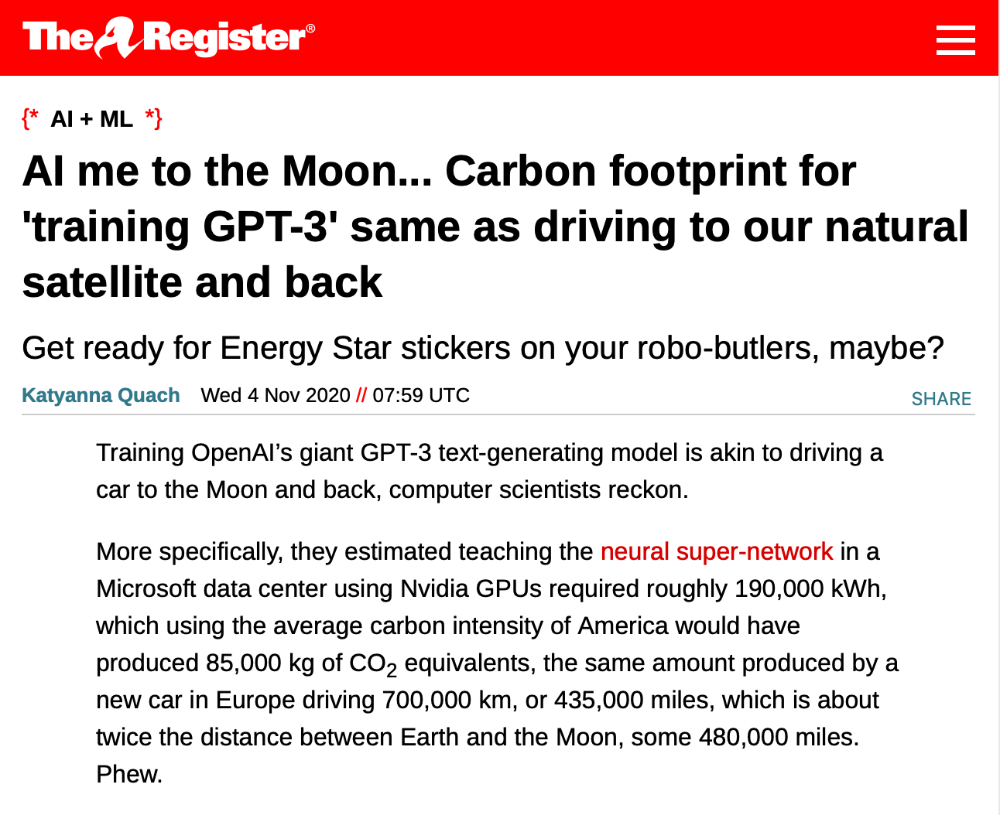 The Register®
{* AI + ML *}
AI me to the Moon... Carbon footprint for
'training GPT-3' same as driving to our natural
satellite and back
Get ready for Energy Star stickers on your robo-butlers, maybe?
Katyanna Quach Wed 4 Nov 2020 // 07:59 UTC
SHARE
Training OpenAI’s giant GPT-3 text-generating model is akin to driving a
car to the Moon and back, computer scientists reckon.
More specifically, they estimated teaching the neural super-network in a
Microsoft data center using Nvidia GPUs required roughly 190,000 kWh,
which using the average carbon intensity of America would have
produced 85,000 kg of CO₂ equivalents, the same amount produced by a
new car in Europe driving 700,000 km, or 435,000 miles, which is about
twice the distance between Earth and the Moon, some 480,000 miles.
Phew.